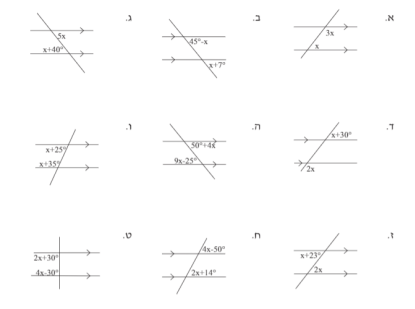 א.
3x
x
ב.
45°-x
x+7°
ג.
5x
x+40°
ד.
x+30°
2x
ה.
50°+4x
9x-25°
ו.
x+25°
x+35°
ז.
x+23°
2x
ח.
4x-50°
2x+14°
ט.
2x+30°
4x-30°